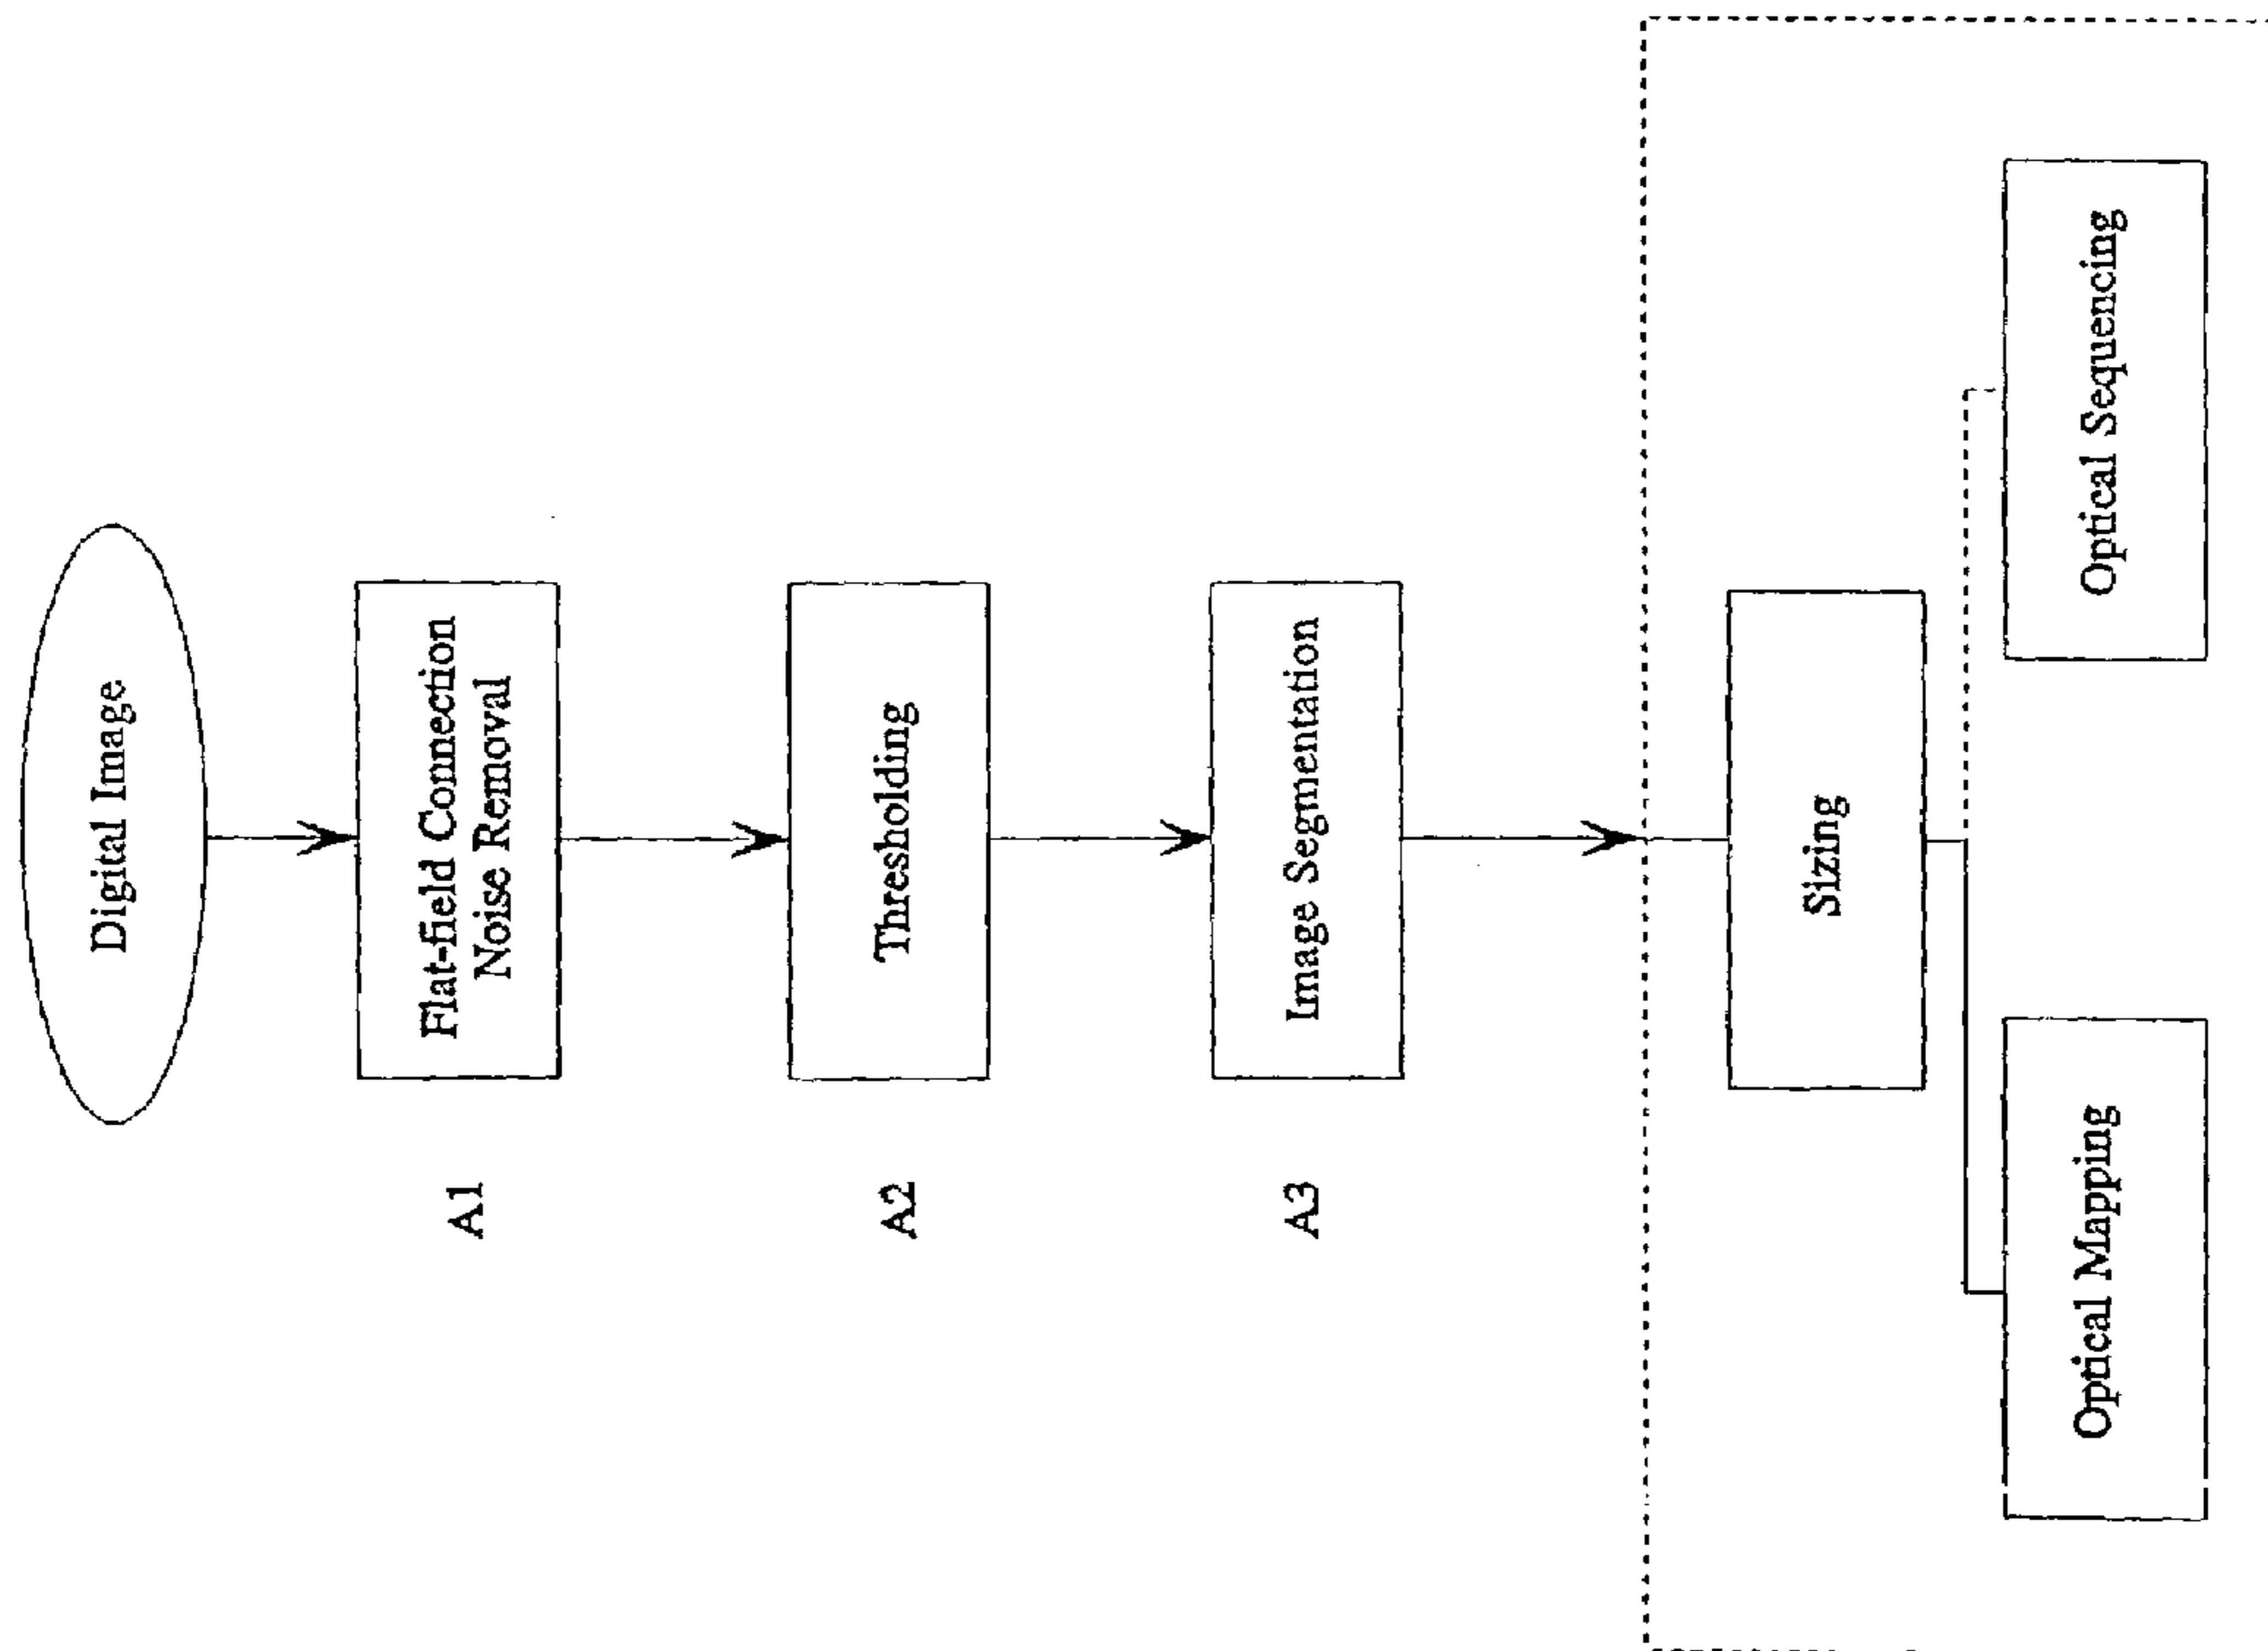 Digital Image
A1
Flat-field Connection
Noise Removal
A2
Thresholding
A3
Image Segmentation
Sizing
Optical Mapping
Optical Sequencing